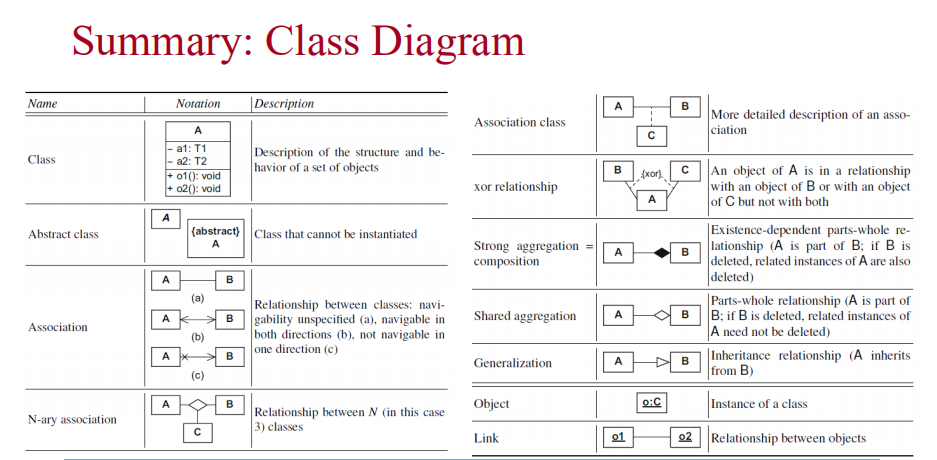 Summary: Class Diagram
Name Notation Description
Class
A
– a1: T1
– a2: T2
+ o1(): void
+ o2(): void
Description of the structure and be-
havior of a set of objects
Abstract class
A
{abstract}
A
Class that cannot be instantiated
Association
A B
(a)
A B
(b)
A B
(c)
Relationship between classes: navi-
gability unspecified (a), navigable in
both directions (b), not navigable in
one direction (c)
N-ary association
A B
C
Relationship between N (in this case
3) classes
Association class
A B
C
More detailed description of an asso-
ciation
xor relationship
B {xor} C
A
An object of A is in a relationship
with an object of B or with an object
of C but not with both
Strong aggregation =
composition
A B
Existence-dependent parts-whole re-
lationship (A is part of B; if B is
deleted, related instances of A are also
deleted)
Shared aggregation
A B
Parts-whole relationship (A is part of
B; if B is deleted, related instances of
A need not be deleted)
Generalization
A B
Inheritance relationship (A inherits
from B)
Object
o:C
Instance of a class
Link
o1 o2
Relationship between objects